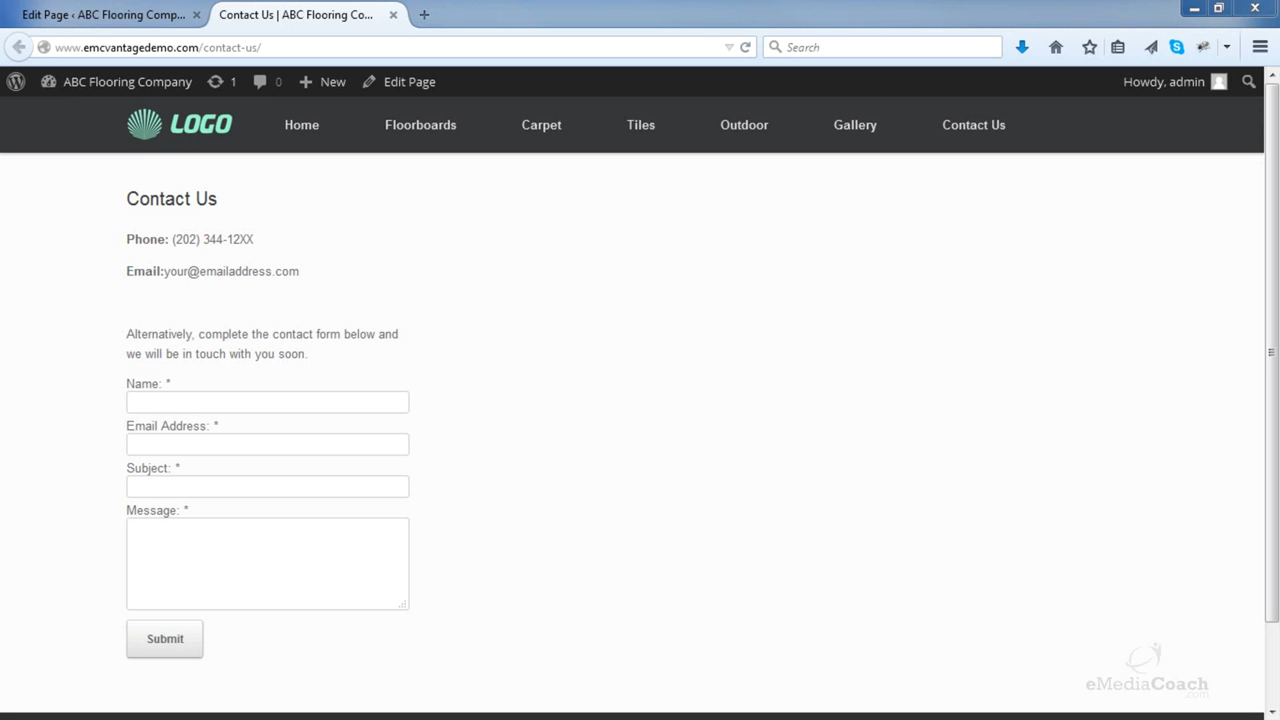 Edit Page ‹ ABC Flooring Comp...
Contact Us | ABC Flooring Co...
www.emcvantagedemo.com/contact-us/
Search
ABC Flooring Company
1
0
New
Edit Page
Howdy, admin
LOGO
Home
Floorboards
Carpet
Tiles
Outdoor
Gallery
Contact Us
Contact Us
Phone: (202) 344-12XX
Email:your@emailaddress.com
Alternatively, complete the contact form below and
we will be in touch with you soon.
Name: *
Email Address: *
Subject: *
Message: *
Submit
eMediaCoach
.com